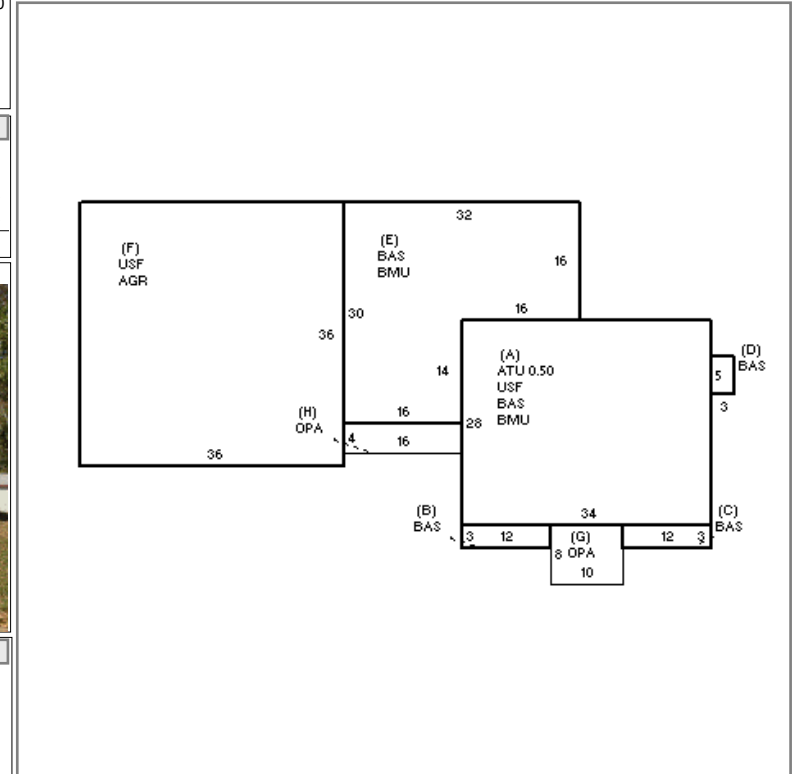 32
(F)
USF
AGR
(E)
BAS
BMU
16
30
36
16
(A)
ATU 0.50
USF
BAS
BMU
(D)
BAS
5
3
14
(H)
OPA
16
4
16
28
36
(B)
BAS
34
(C)
BAS
3
12
(G)
8 OPA
10
12
3